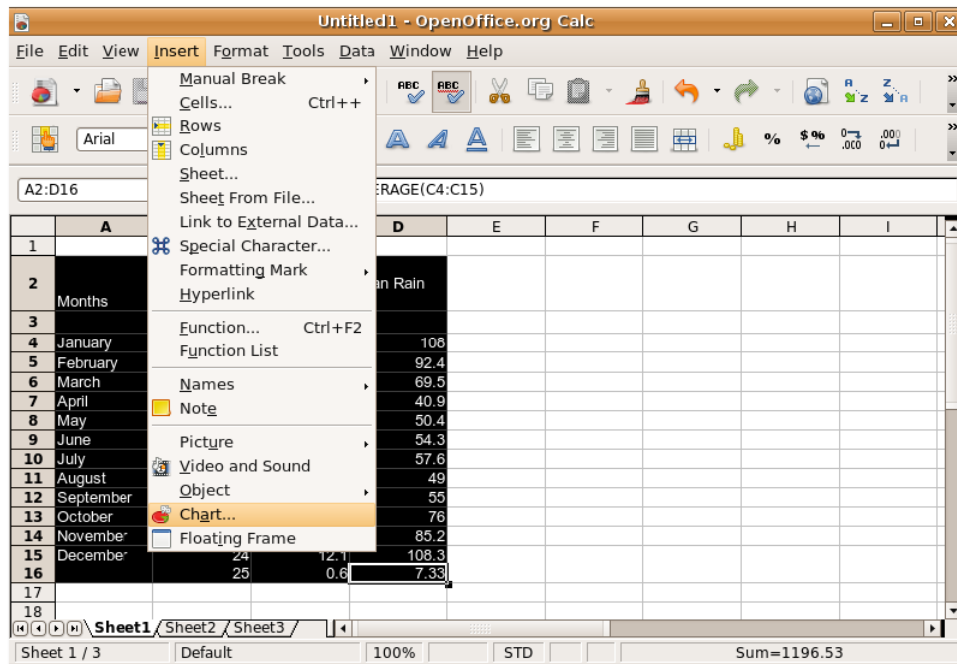 Untitled1 - OpenOffice.org Calc
File Edit View Insert Format Tools Data Window Help
Manual Break
Cells... Ctrl++
Rows
Columns
Sheet...
Sheet From File...
Link to External Data...
Special Character...
Formatting Mark
Hyperlink
Function... Ctrl+F2
Function List
Names
Note
Picture
Video and Sound
Object
Chart...
Floating Frame
ABC ABC
Arial
A2:D16 ERAGE(C4:C15)
A D E F G H I
1
2 Months an Rain
3
4 January 108
5 February 92.4
6 March 69.5
7 April 40.9
8 May 50.4
9 June 54.3
10 July 57.6
11 August 49
12 September 55
13 October 76
14 November 85.2
15 December 24 12.1 108.3
16 25 0.6 7.33
17
18
Sheet1 Sheet2 Sheet3
Sheet 1 / 3 Default 100% STD Sum=1196.53